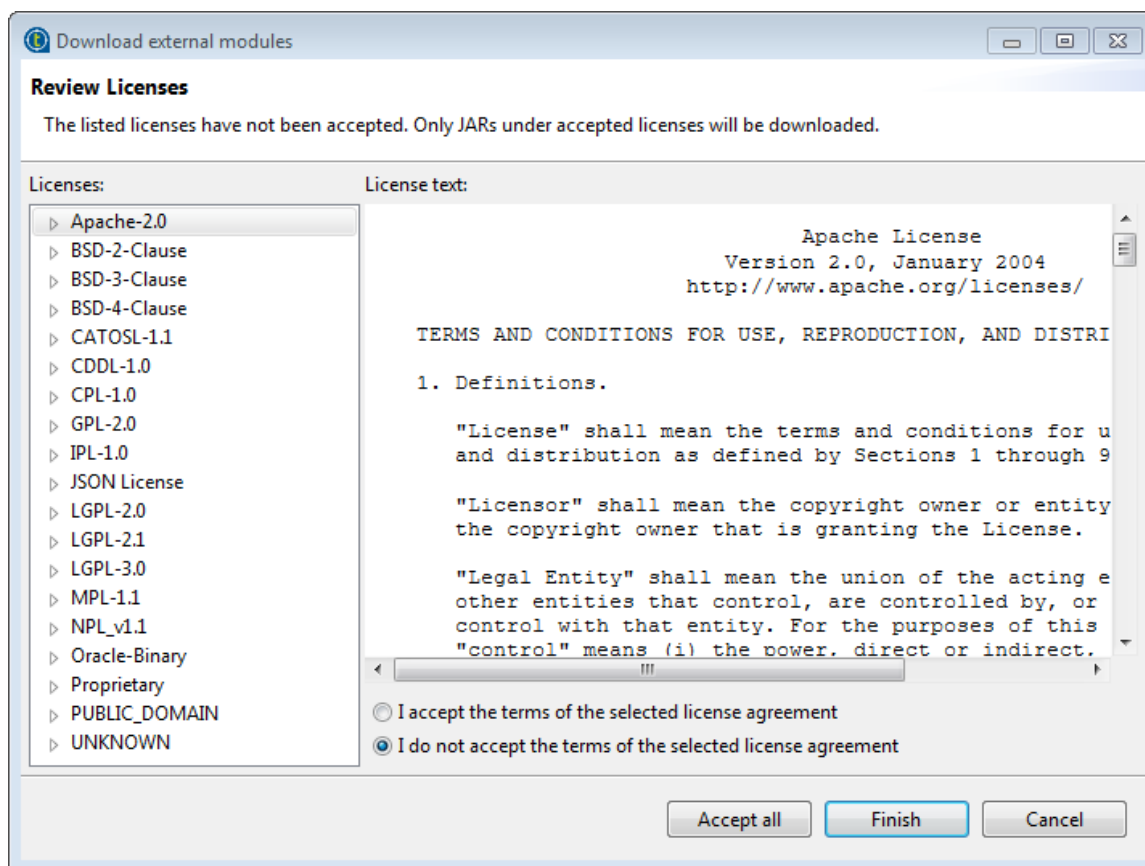 Download external modules
Review Licenses
The listed licenses have not been accepted. Only JARs under accepted licenses will be downloaded.
Licenses:
Apache-2.0
BSD-2-Clause
BSD-3-Clause
BSD-4-Clause
CATOSL-1.1
CDDL-1.0
CPL-1.0
GPL-2.0
IPL-1.0
JSON License
LGPL-2.0
LGPL-2.1
LGPL-3.0
MPL-1.1
NPL_v1.1
Oracle-Binary
Proprietary
PUBLIC_DOMAIN
UNKNOWN
License text:
Apache License
Version 2.0, January 2004
http://www.apache.org/licenses/
TERMS AND CONDITIONS FOR USE, REPRODUCTION, AND DISTRI
1. Definitions.
"License" shall mean the terms and conditions for u
and distribution as defined by Sections 1 through 9
"Licensor" shall mean the copyright owner or entity
the copyright owner that is granting the License.
"Legal Entity" shall mean the union of the acting e
other entities that control, are controlled by, or
control with that entity. For the purposes of this
"control" means (i) the power, direct or indirect,
I accept the terms of the selected license agreement
I do not accept the terms of the selected license agreement
Accept all
Finish
Cancel